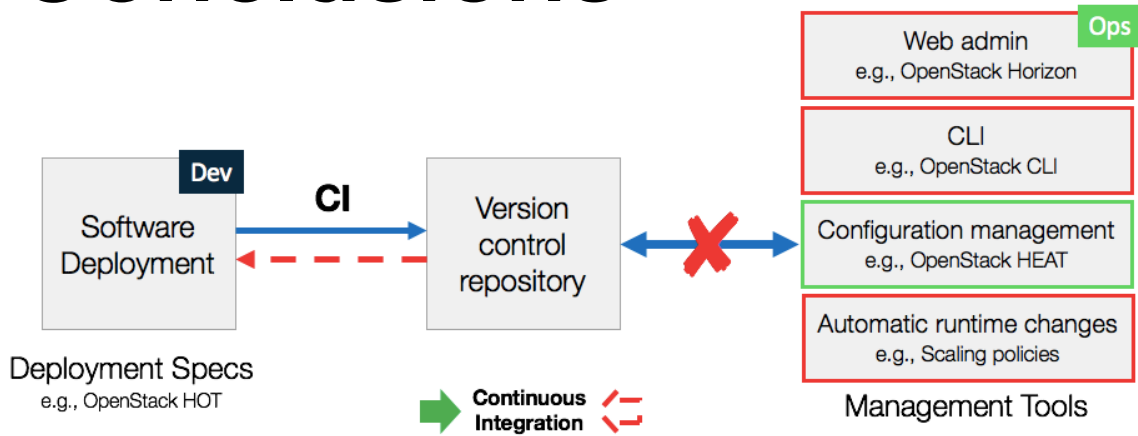 Conclusions
Dev
Software
Deployment
Deployment Specs
e.g., OpenStack HOT
CI
Version
control
repository
Continuous
Integration
Ops
Web admin
e.g., OpenStack Horizon
CLI
e.g., OpenStack CLI
Configuration management
e.g., OpenStack HEAT
Automatic runtime changes
e.g., Scaling policies
Management Tools